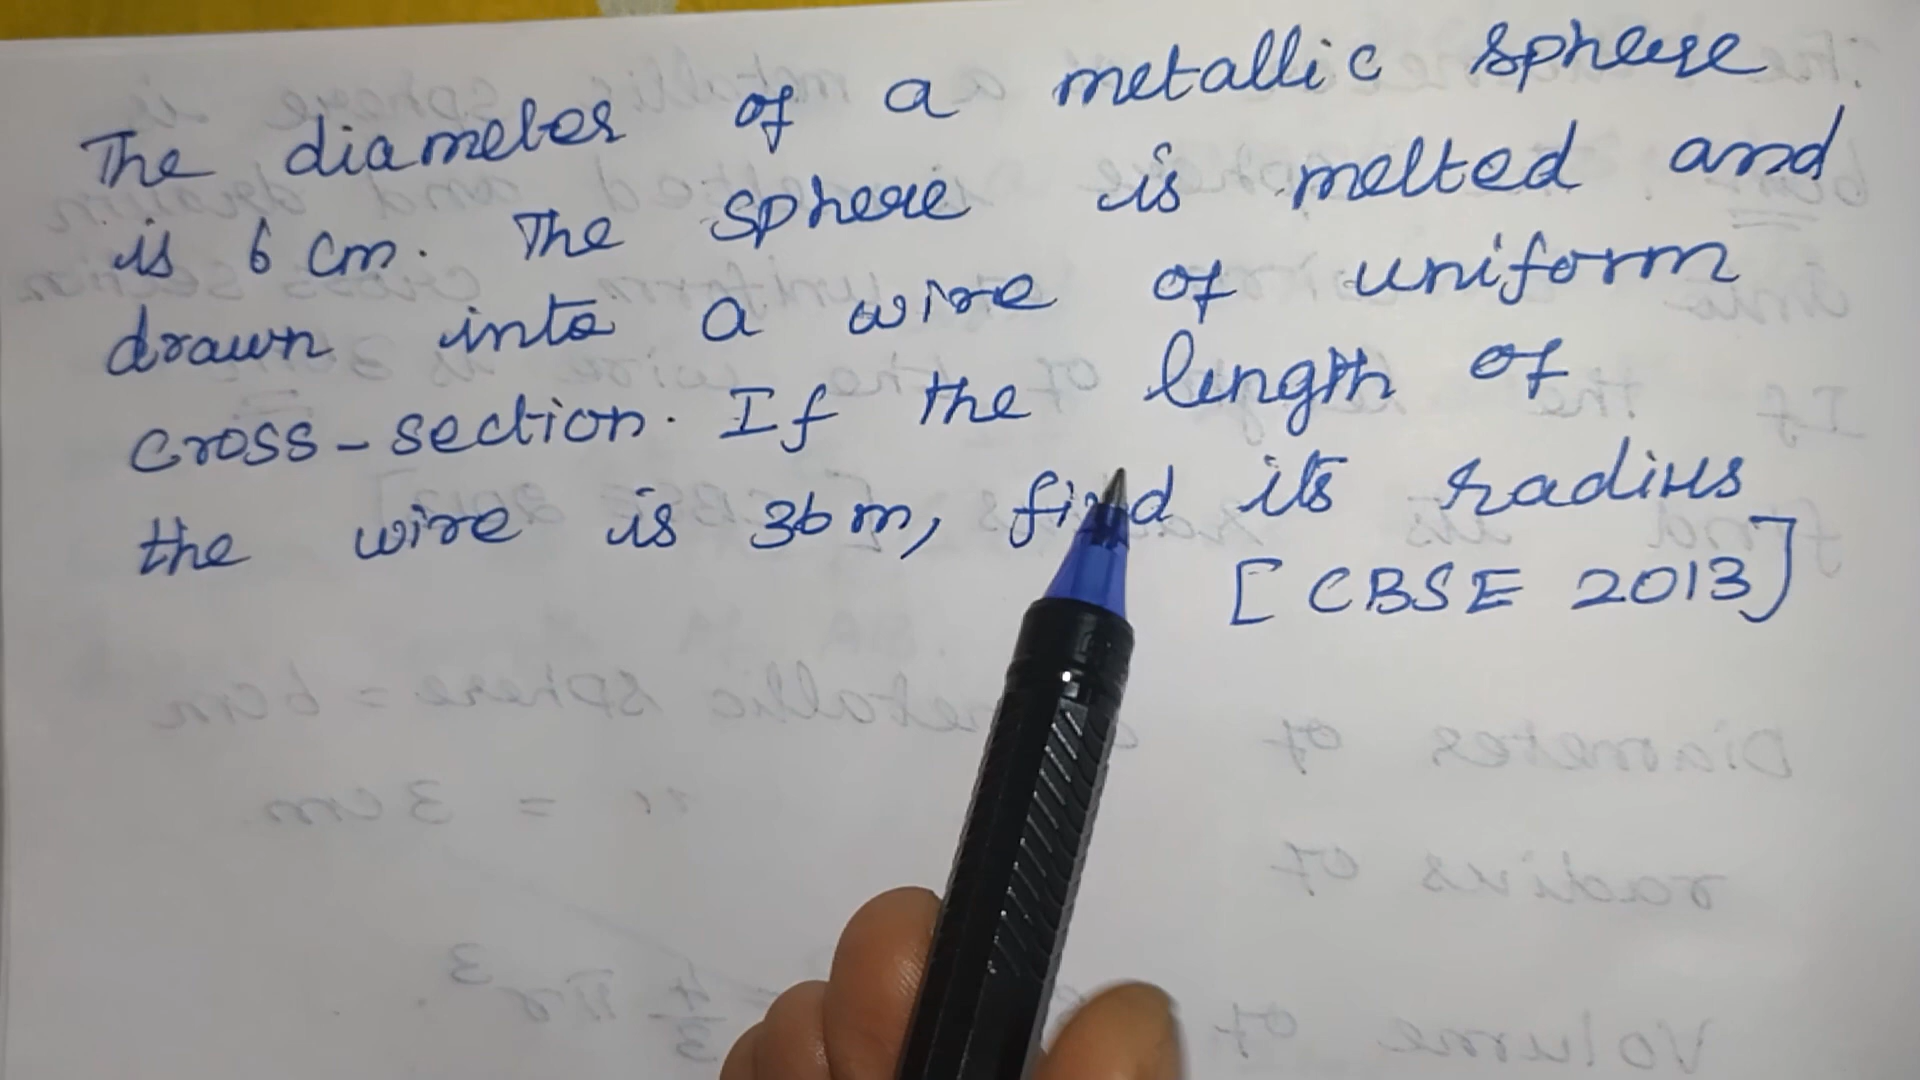 The diameter of a metallic sphere
is 6 cm. The sphere is melted and
drawn into a wire of uniform
cross-section. If the length of
the wire is 36m, find its radius
[CBSE 2013]